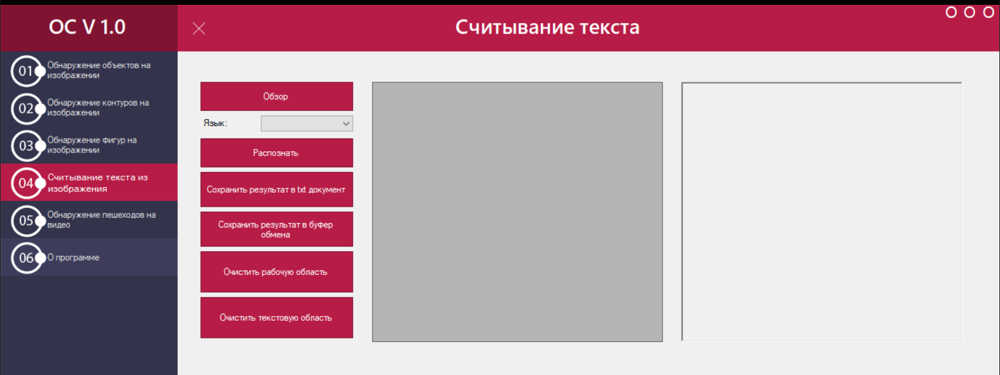 ОС V 1.0
Считывание текста
01
Обнаружение объектов на
изображении
02
Обнаружение контуров на
изображении
03
Обнаружение фигур на
изображении
04
Считывание текста из
изображения
05
Обнаружение пешеходов на
видео
06
О программе
Обзор
Язык:
Распознать
Сохранить результат в txt документ
Сохранить результат в буфер
обмена
Очистить рабочую область
Очистить текстовую область